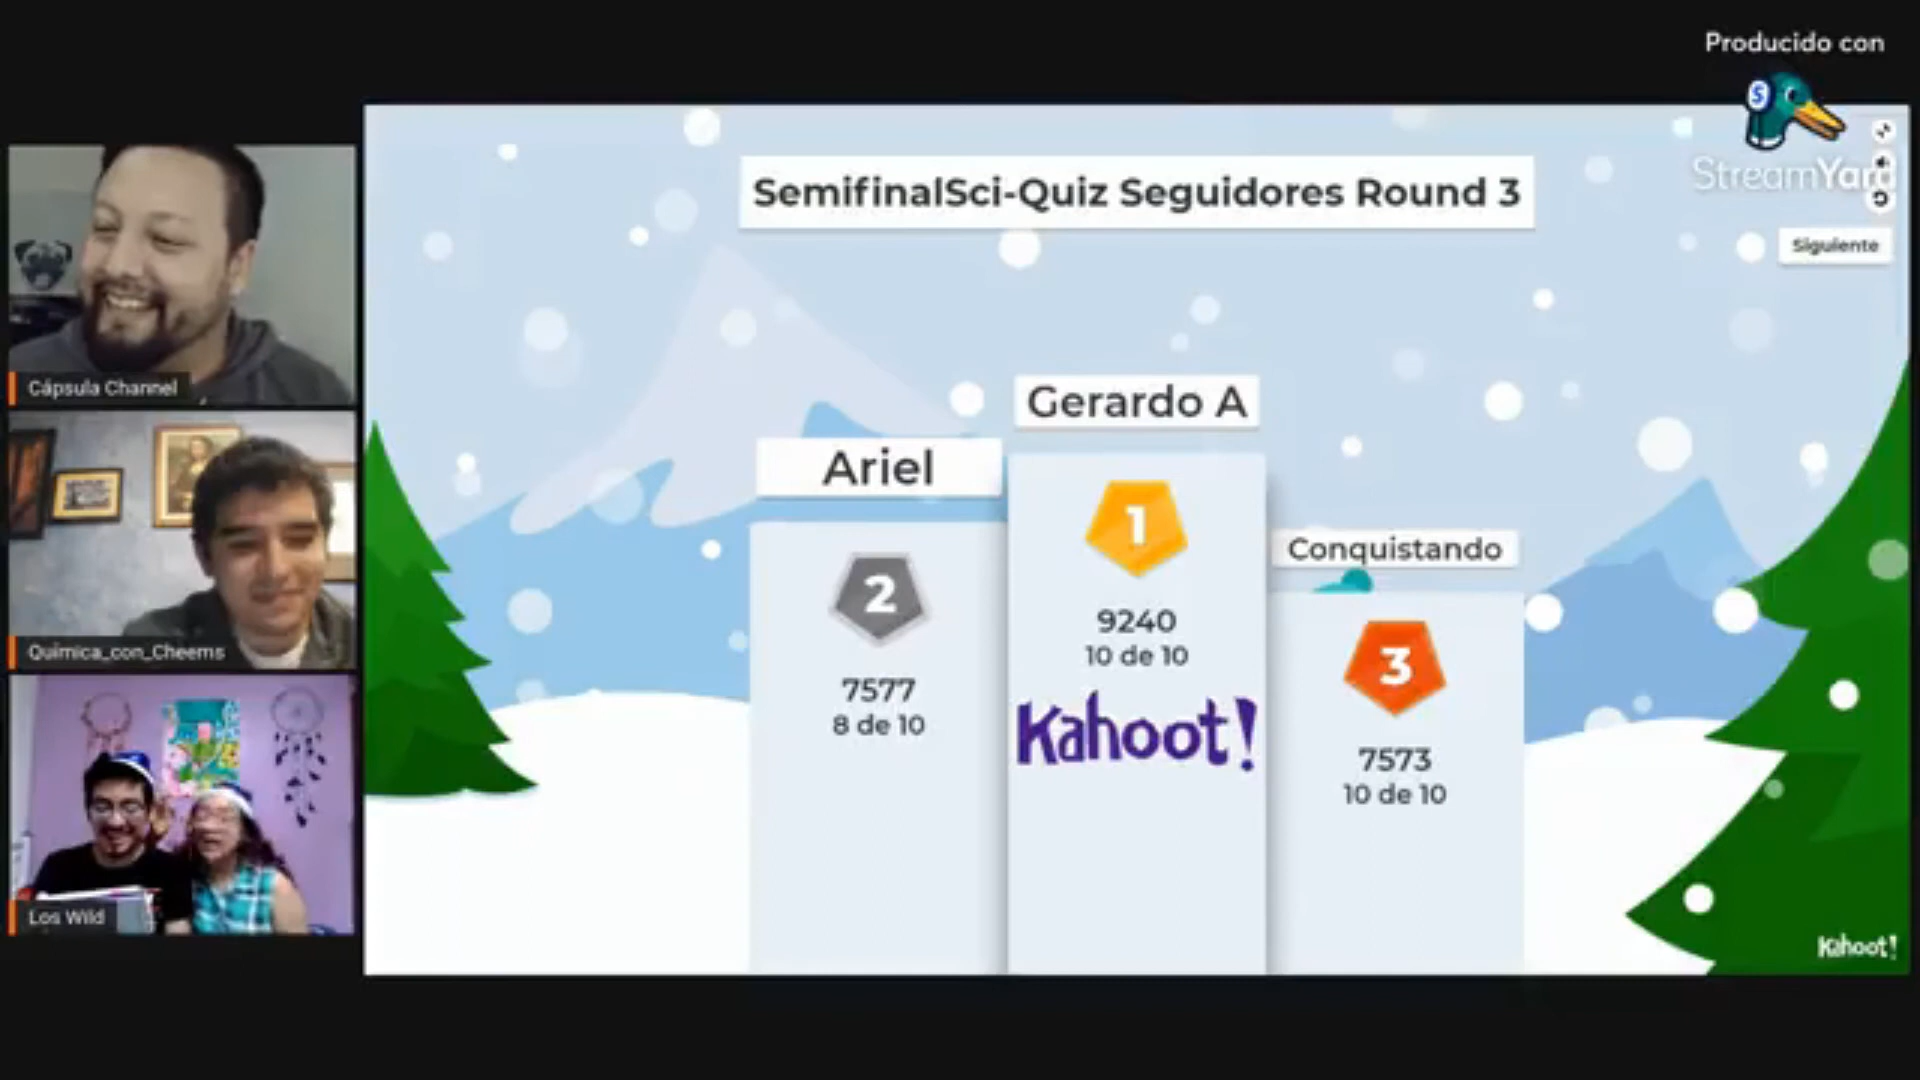 Producido con
StreamYard
SemifinalSci-Quiz Seguidores Round 3
Siguiente
Cápsula Channel
Química_con_Cheems
Los Wild
Gerardo A
1
9240
10 de 10
Kahoot!
Ariel
2
7577
8 de 10
Conquistando
3
7573
10 de 10
Kahoot!